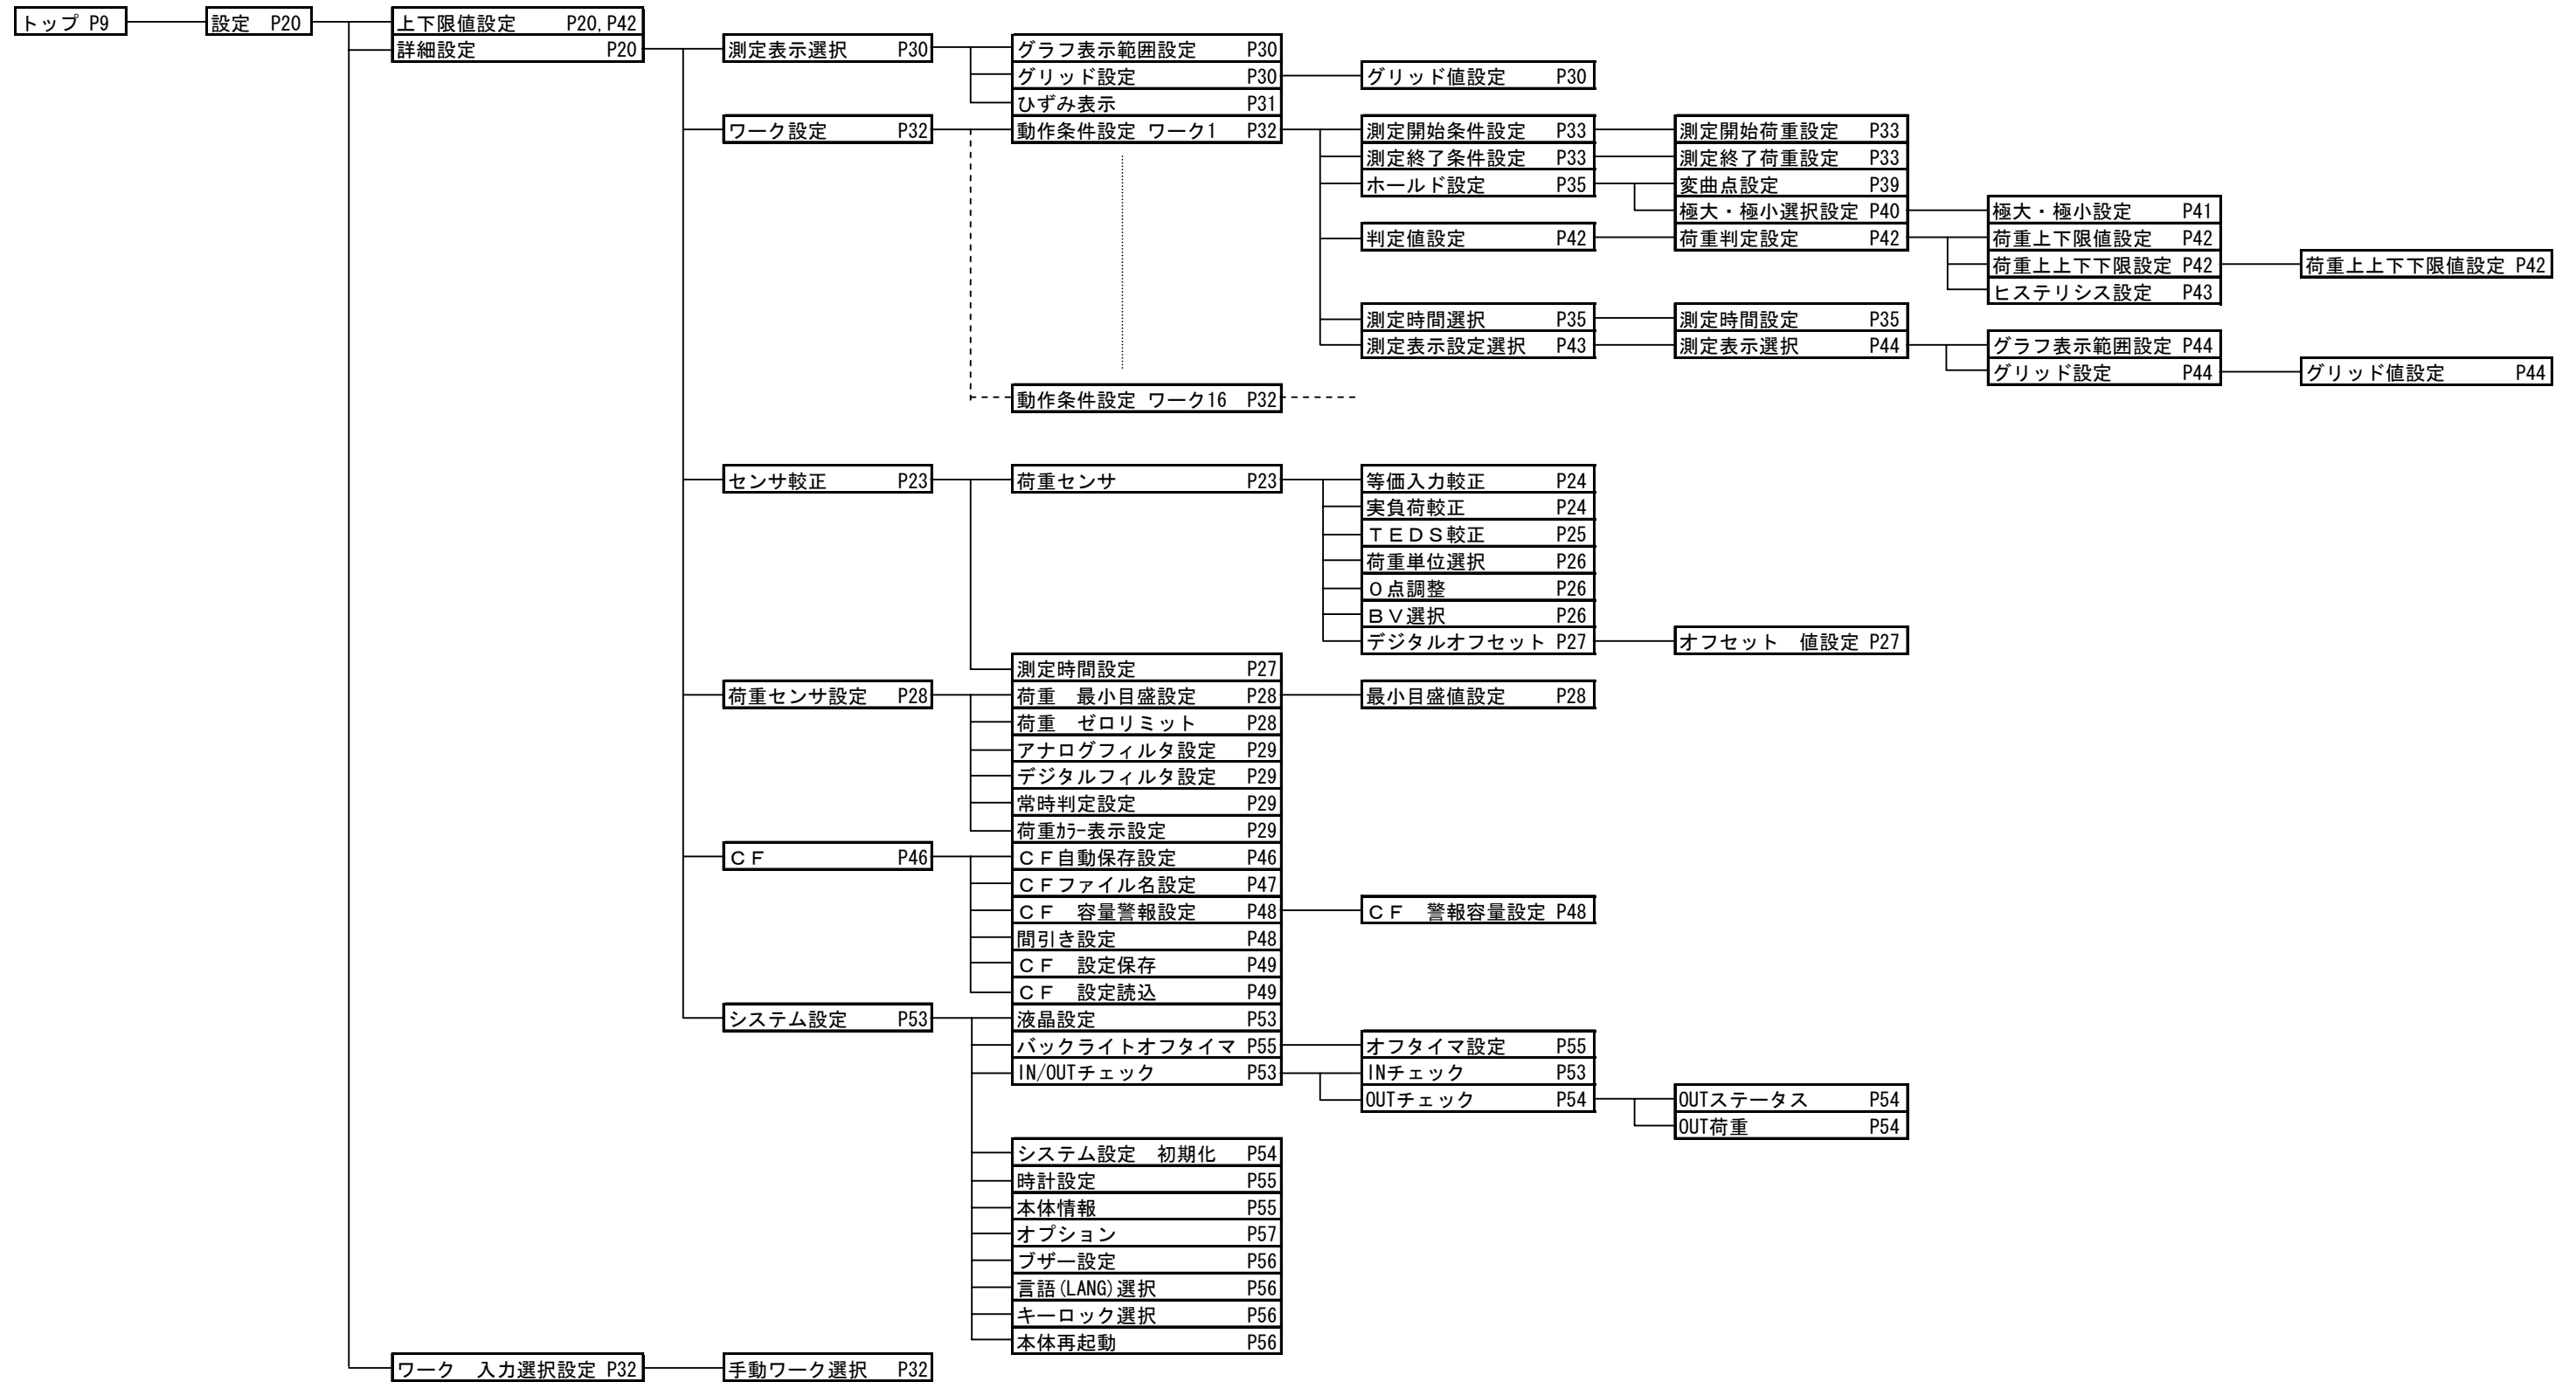 トップ P9
設定 P20
上下限値設定 P20,P42
詳細設定 P20
測定表示選択 P30
グラフ表示範囲設定 P30
グリッド設定 P30
グリッド値設定 P30
ひずみ表示 P31
ワーク設定 P32
動作条件設定 ワーク1 P32
測定開始条件設定 P33
測定開始荷重設定 P33
測定終了条件設定 P33
測定終了荷重設定 P33
ホールド設定 P35
変曲点設定 P39
極大・極小選択設定 P40
極大・極小設定 P41
判定値設定 P42
荷重判定設定 P42
荷重上下限値設定 P42
荷重上上下下限設定 P42
荷重上上下下限値設定 P42
ヒステリシス設定 P43
測定時間選択 P35
測定時間設定 P35
測定表示設定選択 P43
測定表示選択 P44
グラフ表示範囲設定 P44
グリッド設定 P44
グリッド値設定 P44
動作条件設定 ワーク16 P32
センサ較正 P23
荷重センサ P23
等価入力較正 P24
実負荷較正 P24
ＴＥＤＳ較正 P25
荷重単位選択 P26
０点調整 P26
ＢＶ選択 P26
デジタルオフセット P27
オフセット　値設定 P27
測定時間設定 P27
荷重センサ設定 P28
荷重　最小目盛設定 P28
最小目盛値設定 P28
荷重　ゼロリミット P28
アナログフィルタ設定 P29
デジタルフィルタ設定 P29
常時判定設定 P29
荷重ｶﾗｰ表示設定 P29
ＣＦ P46
ＣＦ自動保存設定 P46
ＣＦファイル名設定 P47
ＣＦ　容量警報設定 P48
ＣＦ　警報容量設定 P48
間引き設定 P48
ＣＦ　設定保存 P49
ＣＦ　設定読込 P49
システム設定 P53
液晶設定 P53
バックライトオフタイマ P55
オフタイマ設定 P55
IN/OUTチェック P53
INチェック P53
OUTチェック P54
OUTステータス P54
OUT荷重 P54
システム設定　初期化 P54
時計設定 P55
本体情報 P55
オプション P57
ブザー設定 P56
言語(LANG)選択 P56
キーロック選択 P56
本体再起動 P56
ワーク　入力選択設定 P32
手動ワーク選択 P32